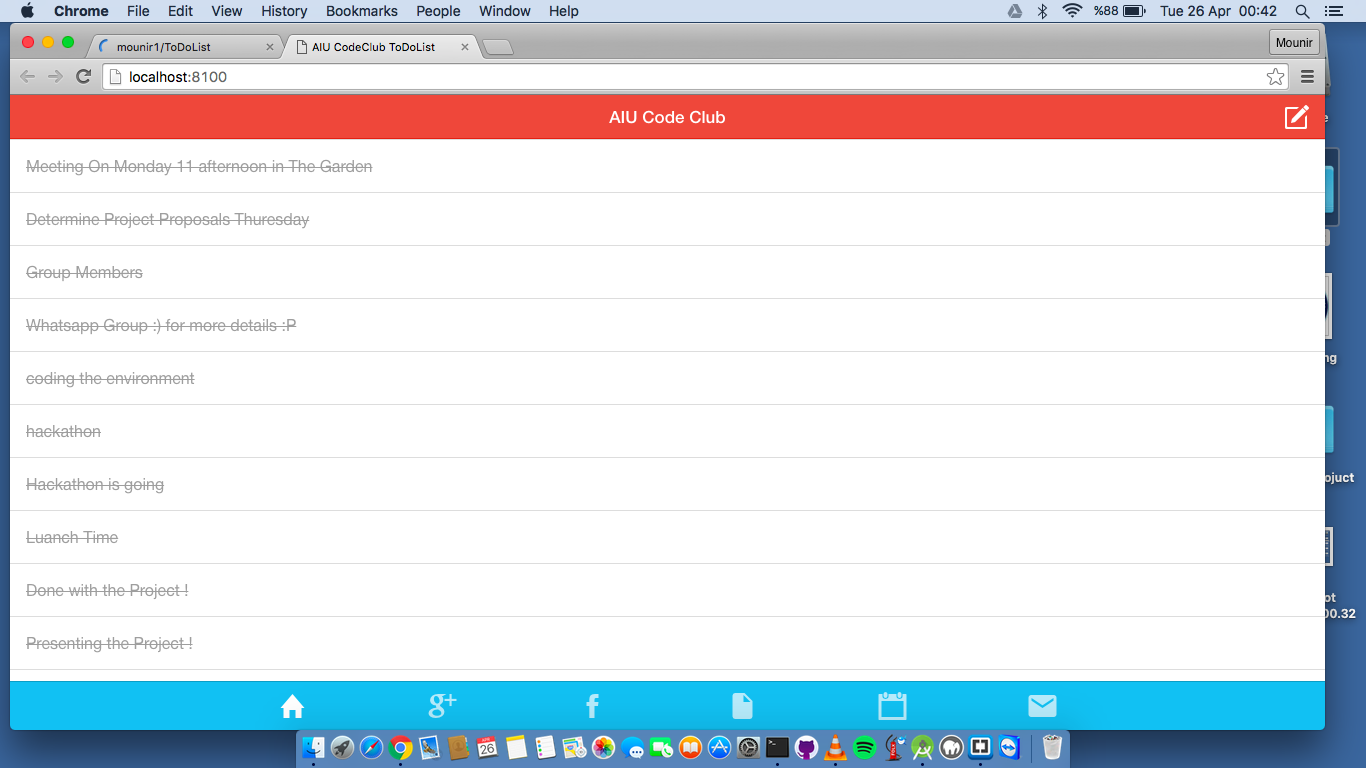 Chrome File Edit View History Bookmarks People Window Help %88 Tue 26 Apr 00:42
mounir1/ToDoList AIU CodeClub ToDoList Mounir
localhost:8100
AIU Code Club
Meeting On Monday 11 afternoon in The Garden
Determine Project Proposals Thuresday
Group Members
Whatsapp Group :) for more details :P
coding the environment
hackathon
Hackathon is going
Luanch Time
Done with the Project !
Presenting the Project !
g+ f
26